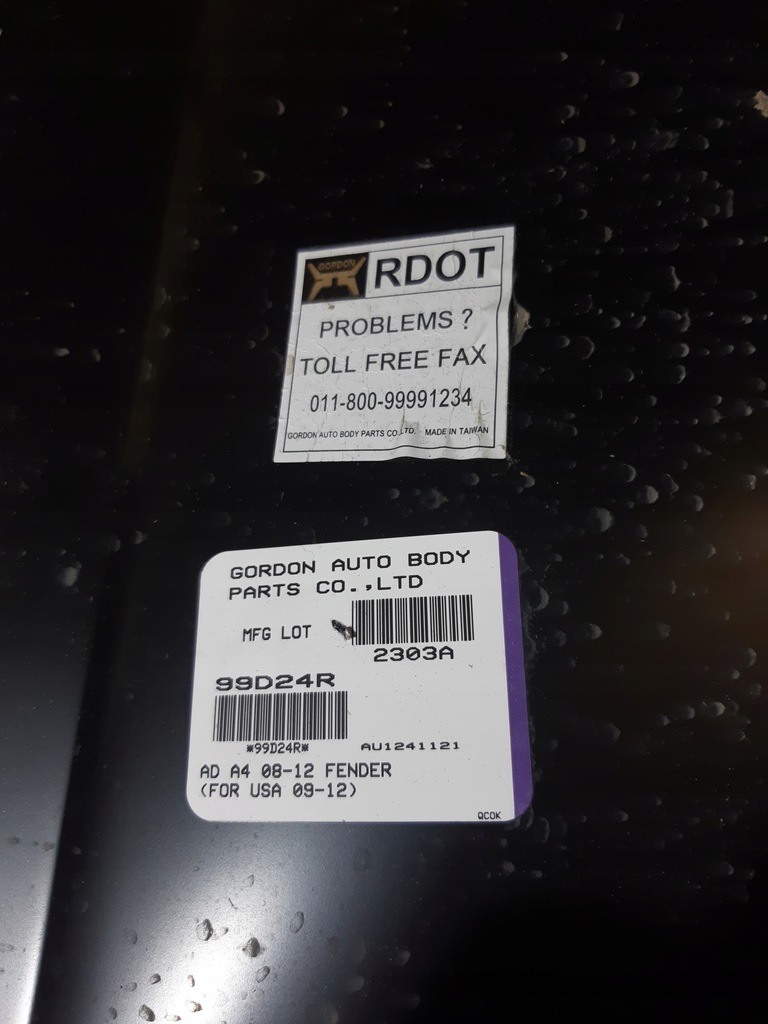 GORDON RDOT
PROBLEMS ?
TOLL FREE FAX
011-800-99991234
GORDON AUTO BODY PARTS CO.,LTD. MADE IN TAIWAN
GORDON AUTO BODY
PARTS CO.,LTD
MFG LOT
2303A
99D24R
*99D24R* AU1241121
AD A4 08-12 FENDER
(FOR USA 09-12)
QCOK